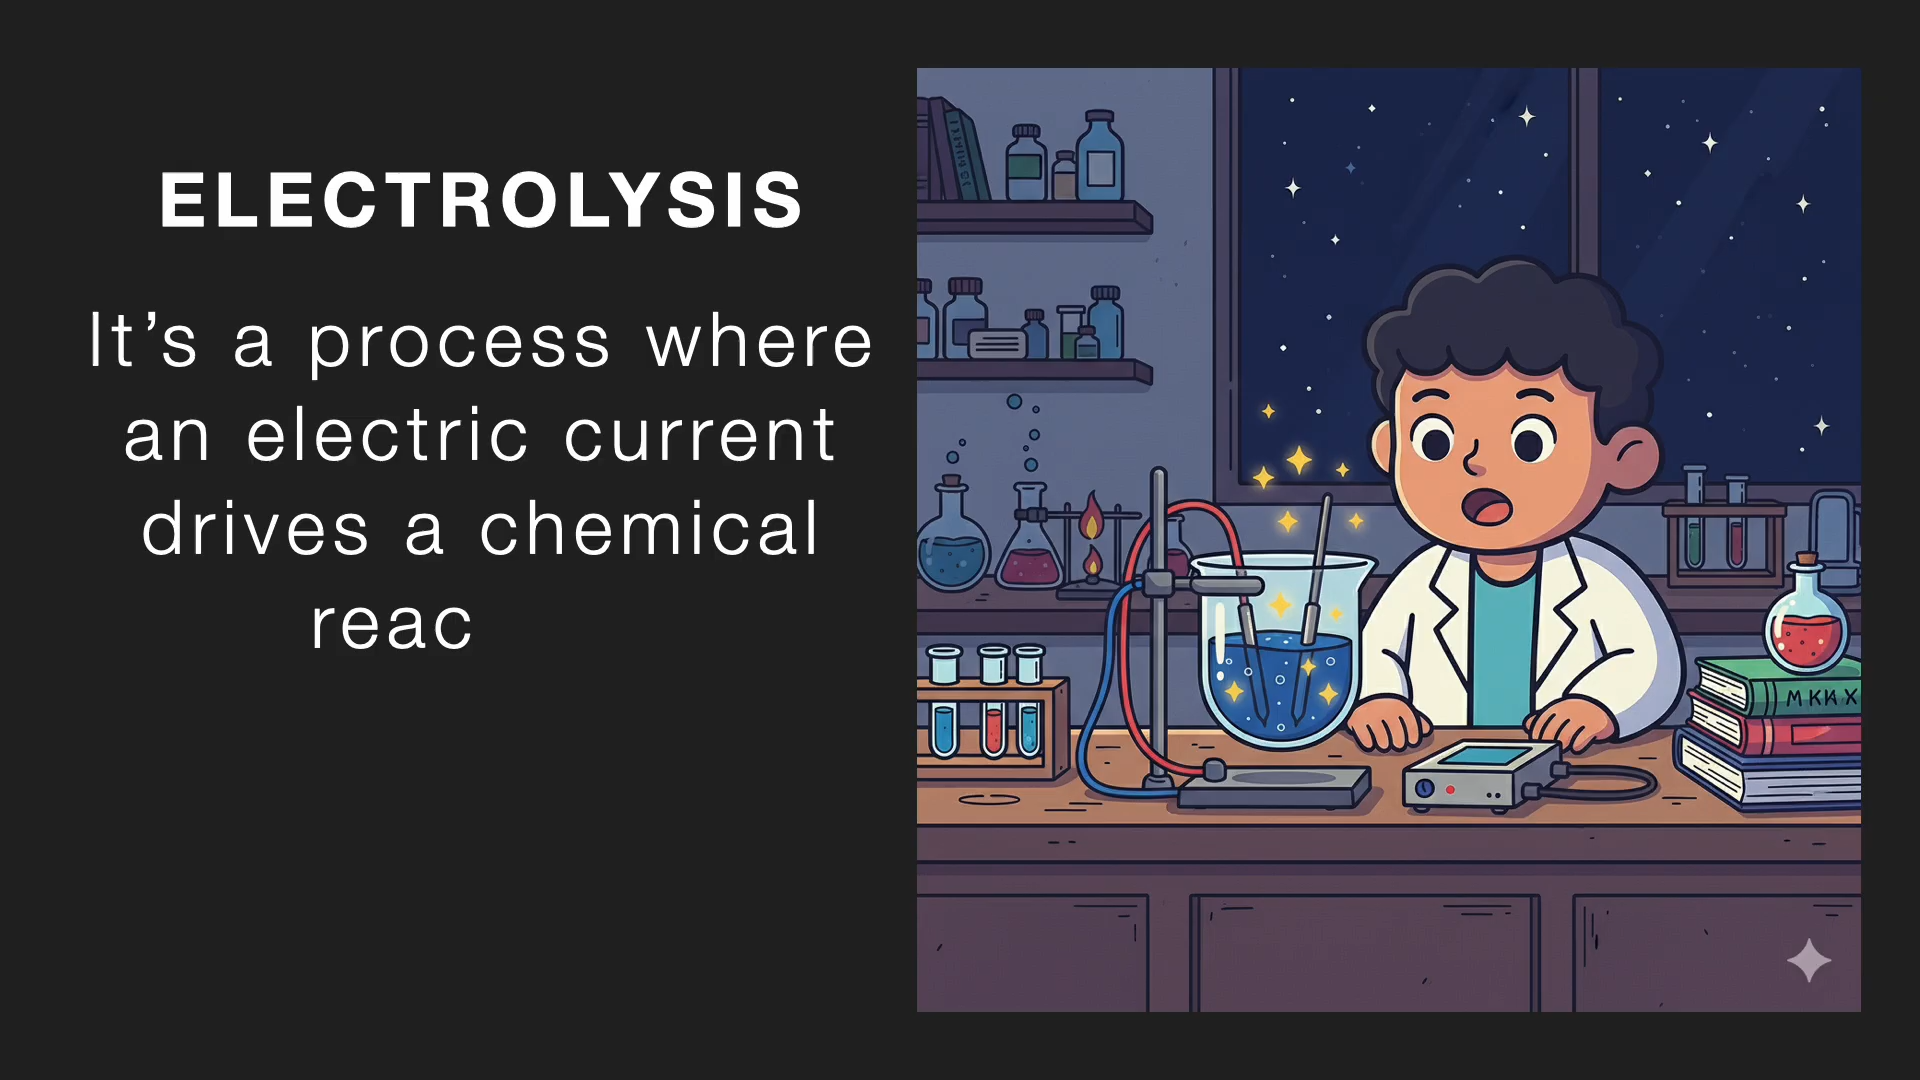 ELECTROLYSIS
It’s a process where
an electric current
drives a chemical
reac